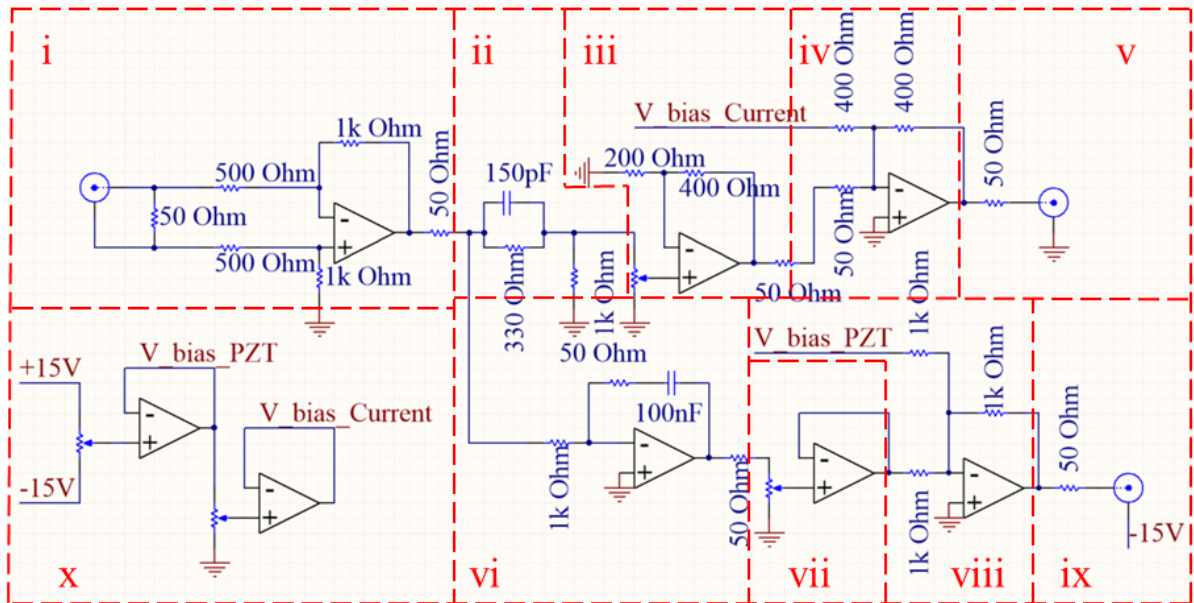 i
ii
iii
iv
v
400 Ohm
400 Ohm
V_bias_Current
1k Ohm
50 Ohm
50 Ohm
150pF
200 Ohm
400 Ohm
500 Ohm
50 Ohm
500 Ohm
1k Ohm
330 Ohm
1k Ohm
50 Ohm
50 Ohm
50 Ohm
1k Ohm
V_bias_PZT
V_bias_PZT
+15V
-15V
V_bias_Current
100nF
1k Ohm
50 Ohm
1k Ohm
1k Ohm
50 Ohm
-15V
x
vi
vii
viii
ix